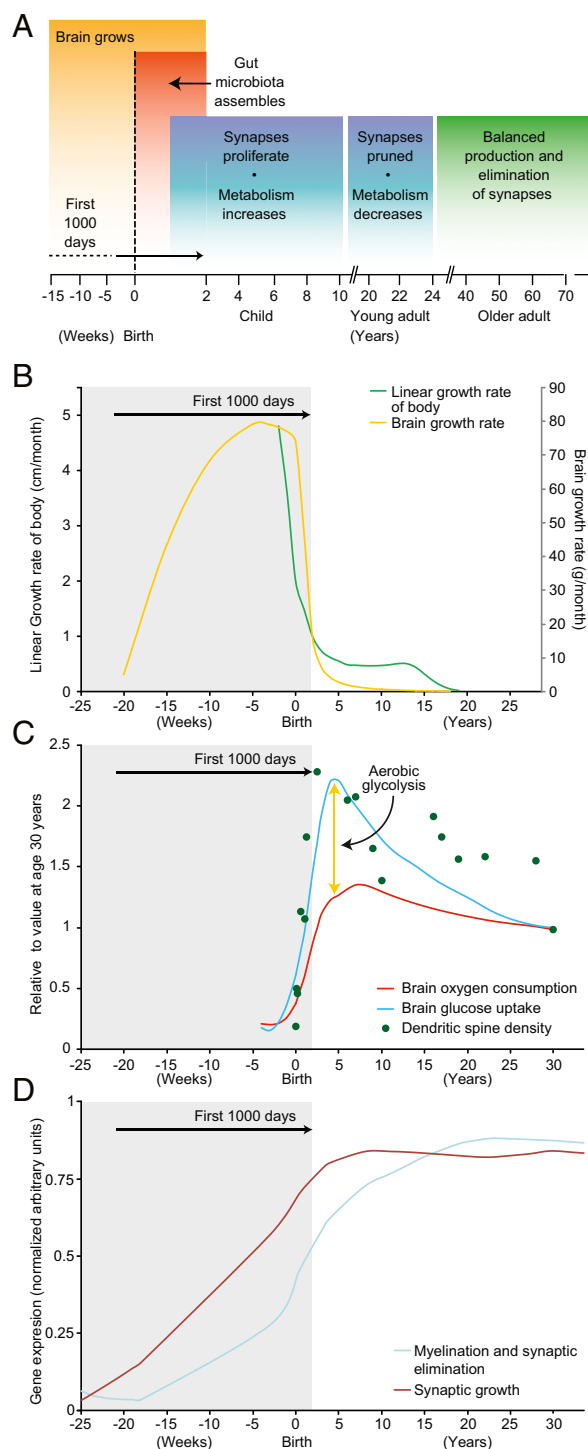 A
Brain grows
Gut
microbiota
assembles
Synapses
proliferate
•
Metabolism
increases
Synapses
pruned
•
Metabolism
decreases
Balanced
production and
elimination
of synapses
First
1000
days
-15 -10 -5 0 2 4 6 8 10 20 22 24 40 50 60 70
Child Young adult Older adult
(Weeks) Birth (Years)
B
First 1000 days
Linear growth rate
of body
Brain growth rate
Linear Growth rate of body (cm/month)
5
4
3
2
1
0
Brain growth rate (g/month)
90
80
70
60
50
40
30
20
10
0
-25 -20 -15 -10 -5 0 5 10 15 20 25
(Weeks) Birth (Years)
C
First 1000 days
Aerobic
glycolysis
Relative to value at age 30 years
2.5
2
1.5
1
0.5
0
Brain oxygen consumption
Brain glucose uptake
Dendritic spine density
-25 -20 -15 -10 -5 0 5 10 15 20 25 30
(Weeks) Birth (Years)
D
First 1000 days
Gene expresion (normalized arbitrary units)
1
0.75
0.5
0.25
0
Myelination and synaptic
elimination
Synaptic growth
-25 -20 -15 -10 -5 0 5 10 15 20 25 30
(Weeks) Birth (Years)